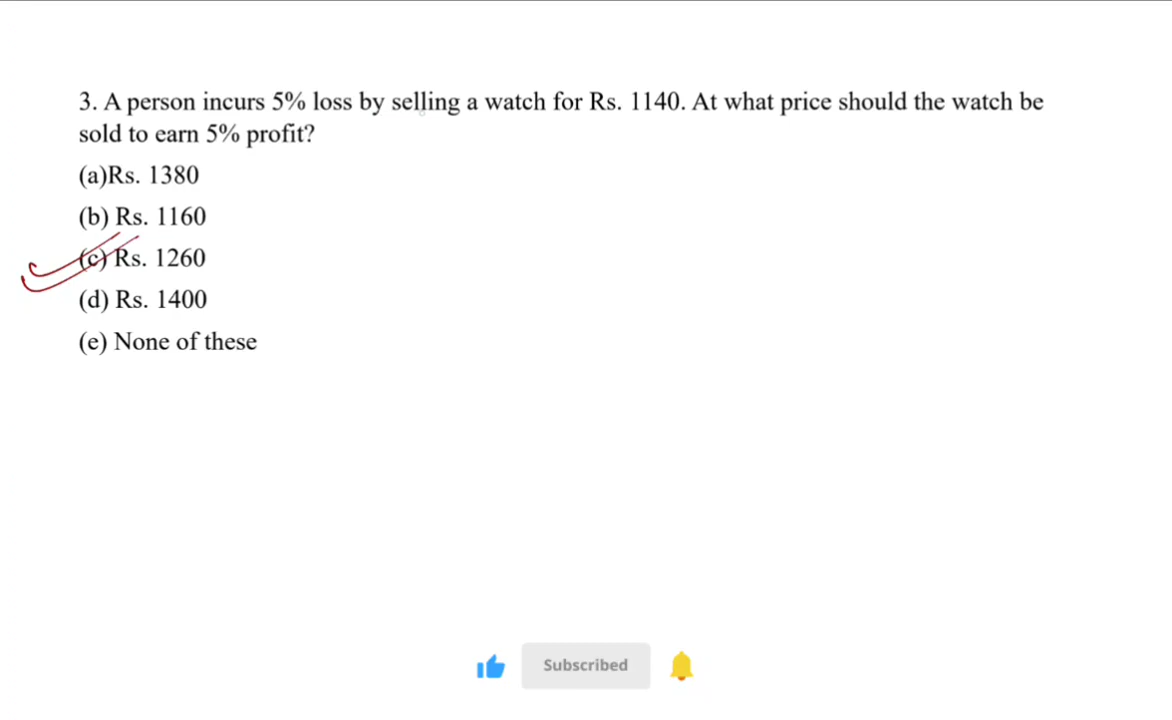 3. A person incurs 5% loss by selling a watch for Rs. 1140. At what price should the watch be
sold to earn 5% profit?
(a)Rs. 1380
(b) Rs. 1160
(c) Rs. 1260
(d) Rs. 1400
(e) None of these
Subscribed